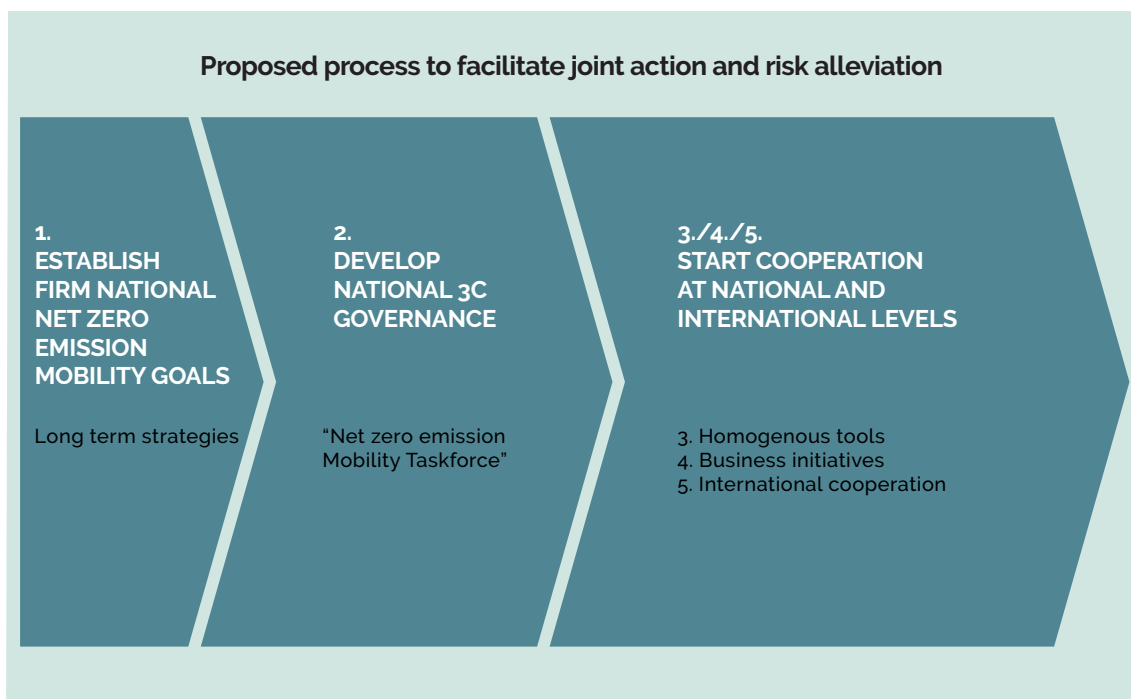 Proposed process to facilitate joint action and risk alleviation
1.
ESTABLISH
FIRM NATIONAL
NET ZERO
EMISSION
MOBILITY GOALS
Long term strategies
2.
DEVELOP
NATIONAL 3C
GOVERNANCE
“Net zero emission
Mobility Taskforce”
3./4./5.
START COOPERATION
AT NATIONAL AND
INTERNATIONAL LEVELS
3. Homogenous tools
4. Business initiatives
5. International cooperation